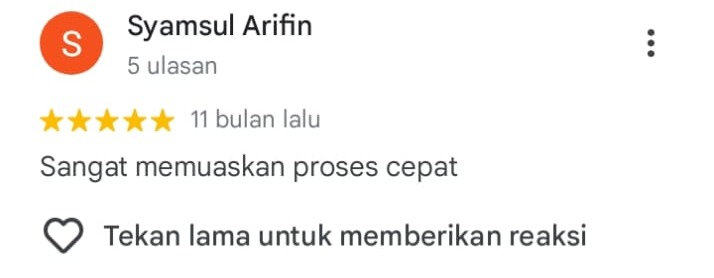 S
Syamsul Arifin
5 ulasan
11 bulan lalu
Sangat memuaskan proses cepat
Tekan lama untuk memberikan reaksi